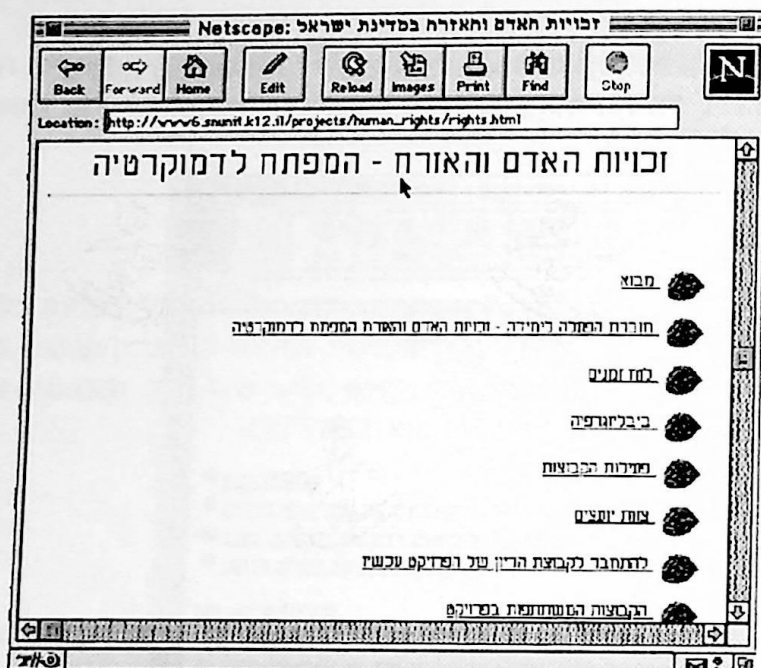 Netscape: זכויות האדם והאזרח במדינת ישראל
Back Forward Home Edit Reload Images Print Find Stop N
Location: http://www6.snunit.k12.il/projects/human_rights/rights.html
זכויות האדם והאזרח - המפתח לדמוקרטיה
מבוא
חוברת הפעלה ליחידה - זכויות האדם והאזרח המפתח לדמוקרטיה
לוח זמנים
ביבליוגרפיה
פעילות הקבוצות
צוות יועצים
להתחבר לקבוצת הדיון של הפרויקט עכשיו
הקבוצות המשתתפות בפרויקט